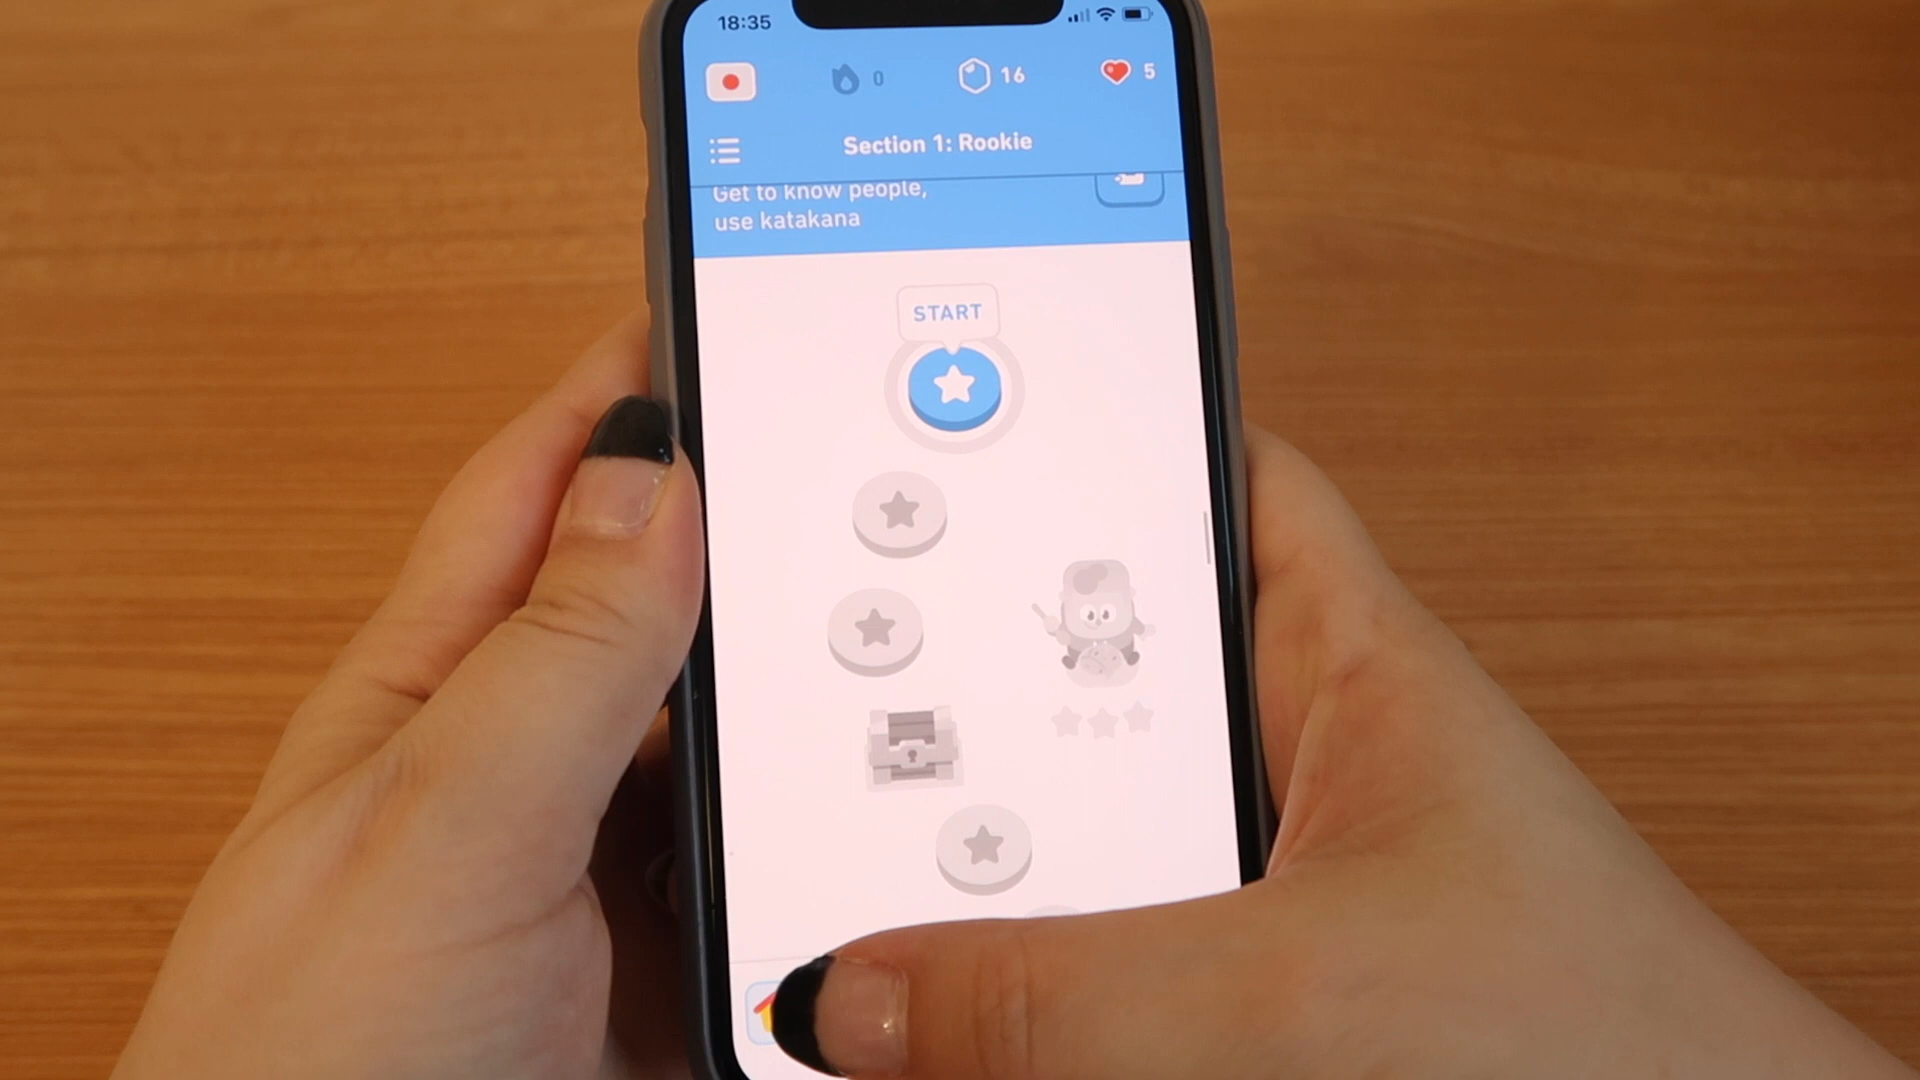 18:35
0
16
5
Section 1: Rookie
Get to know people,
use katakana
START